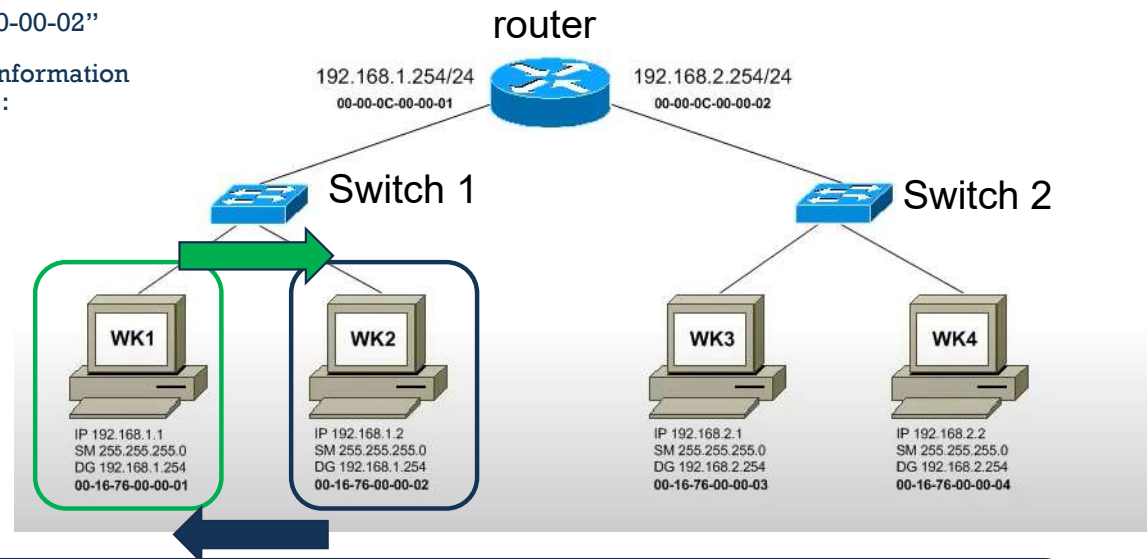 0-00-02”
nformation
:
router
192.168.1.254/24
00-00-0C-00-00-01
192.168.2.254/24
00-00-0C-00-00-02
Switch 1
Switch 2
WK1
IP 192.168.1.1
SM 255.255.255.0
DG 192.168.1.254
00-16-76-00-00-01
WK2
IP 192.168.1.2
SM 255.255.255.0
DG 192.168.1.254
00-16-76-00-00-02
WK3
IP 192.168.2.1
SM 255.255.255.0
DG 192.168.2.254
00-16-76-00-00-03
WK4
IP 192.168.2.2
SM 255.255.255.0
DG 192.168.2.254
00-16-76-00-00-04